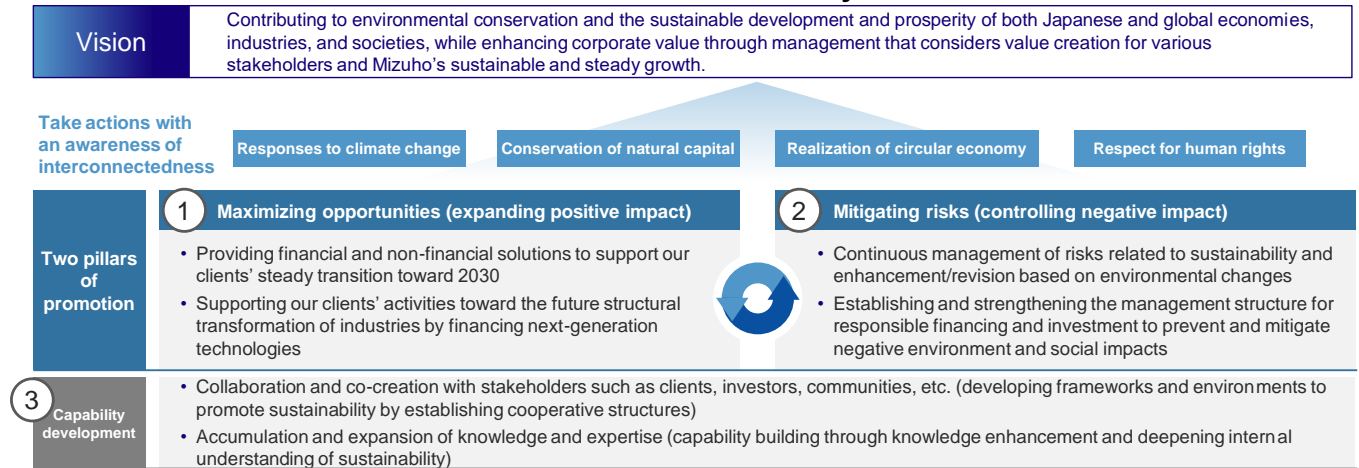 Vision
Contributing to environmental conservation and the sustainable development and prosperity of both Japanese and global economies,
industries, and societies, while enhancing corporate value through management that considers value creation for various
stakeholders and Mizuho's sustainable and steady growth.
Take actions with
an awareness of
interconnectedness
Responses to climate change
Conservation of natural capital
Realization of circular economy
Respect for human rights
Two pillars
of
promotion
1 Maximizing opportunities (expanding positive impact)
• Providing financial and non-financial solutions to support our
clients' steady transition toward 2030
• Supporting our clients' activities toward the future structural
transformation of industries by financing next-generation
technologies
2 Mitigating risks (controlling negative impact)
• Continuous management of risks related to sustainability and
enhancement/revision based on environmental changes
• Establishing and strengthening the management structure for
responsible financing and investment to prevent and mitigate
negative environment and social impacts
3
Capability
development
• Collaboration and co-creation with stakeholders such as clients, investors, communities, etc. (developing frameworks and environments to
promote sustainability by establishing cooperative structures)
• Accumulation and expansion of knowledge and expertise (capability building through knowledge enhancement and deepening internal
understanding of sustainability)